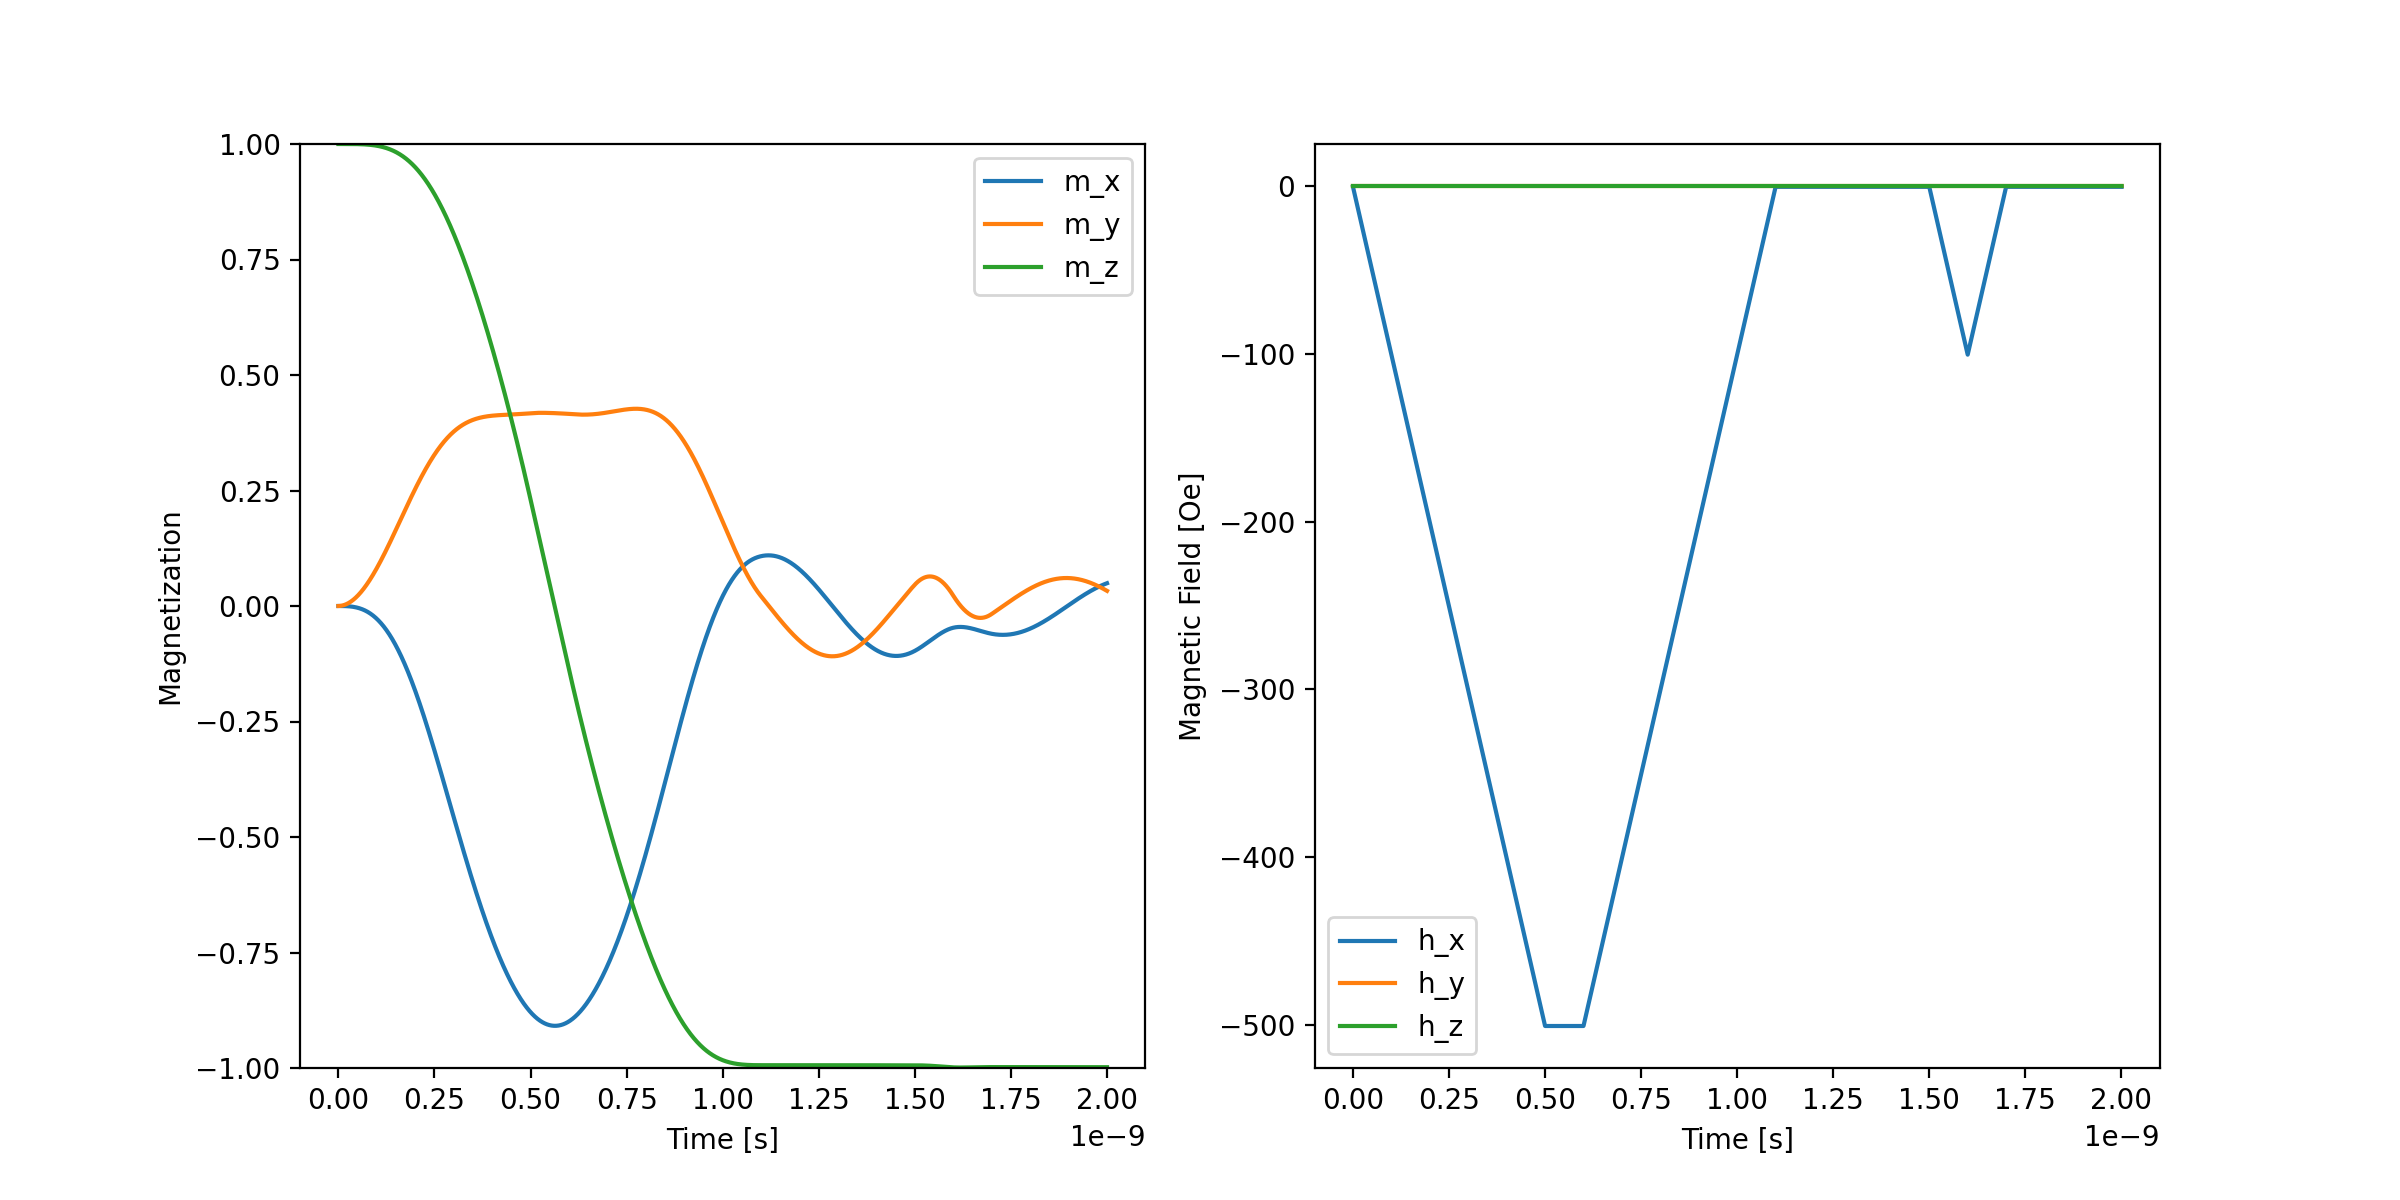 1.00
0.75
0.50
0.25
0.00
−0.25
−0.50
−0.75
−1.00
Magnetization
m_x
m_y
m_z
0.00 0.25 0.50 0.75 1.00 1.25 1.50 1.75 2.00
Time [s]
1e−9
0
−100
−200
−300
−400
−500
Magnetic Field [Oe]
h_x
h_y
h_z
0.00 0.25 0.50 0.75 1.00 1.25 1.50 1.75 2.00
Time [s]
1e−9